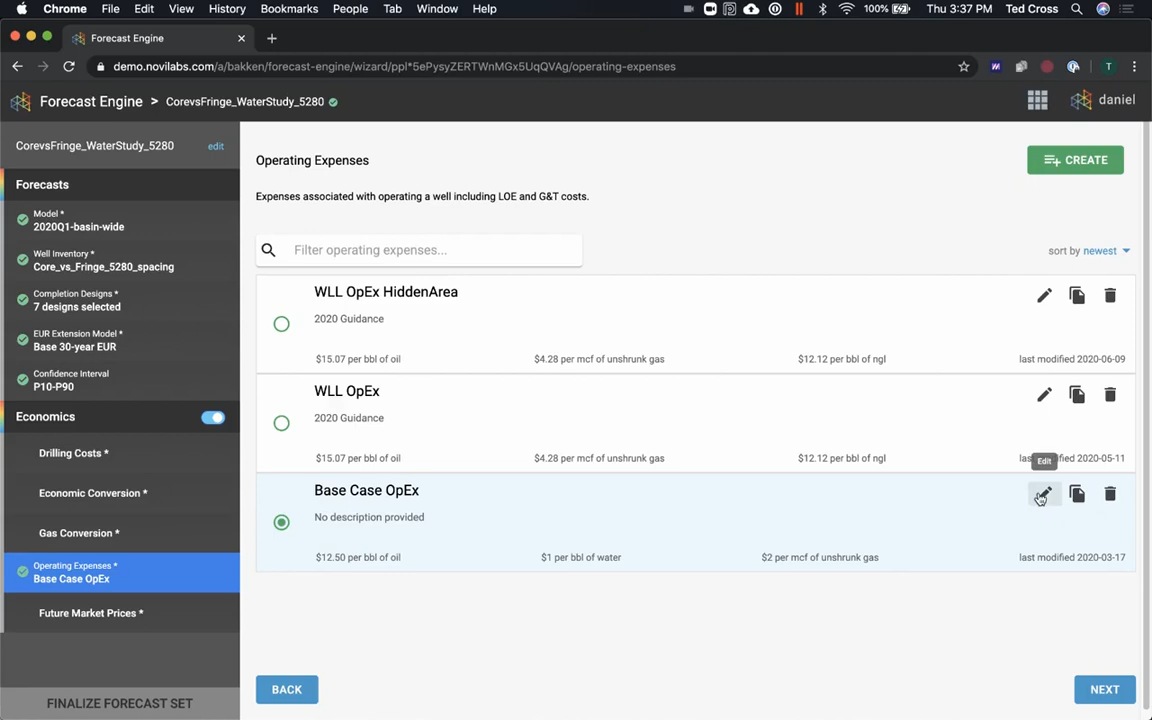 Chrome File Edit View History Bookmarks People Tab Window Help 100% Thu 3:37 PM Ted Cross
Forecast Engine
demo.novilabs.com/a/bakken/forecast-engine/wizard/ppl*5ePysyZERTWnMGx5UqQVAg/operating-expenses
T
Forecast Engine > CorevsFringe_WaterStudy_5280
daniel
CorevsFringe_WaterStudy_5280 edit
Forecasts
Model *
2020Q1-basin-wide
Well Inventory *
Core_vs_Fringe_5280_spacing
Completion Designs *
7 designs selected
EUR Extension Model *
Base 30-year EUR
Confidence Interval
P10-P90
Economics
Drilling Costs *
Economic Conversion *
Gas Conversion *
Operating Expenses *
Base Case OpEx
Future Market Prices *
FINALIZE FORECAST SET
Operating Expenses
CREATE
Expenses associated with operating a well including LOE and G&T costs.
Filter operating expenses...
sort by newest
WLL OpEx HiddenArea
2020 Guidance
$15.07 per bbl of oil $4.28 per mcf of unshrunk gas $12.12 per bbl of ngl last modified 2020-06-09
WLL OpEx
2020 Guidance
$15.07 per bbl of oil $4.28 per mcf of unshrunk gas $12.12 per bbl of ngl last modified 2020-05-11
Edit
Base Case OpEx
No description provided
$12.50 per bbl of oil $1 per bbl of water $2 per mcf of unshrunk gas last modified 2020-03-17
BACK
NEXT